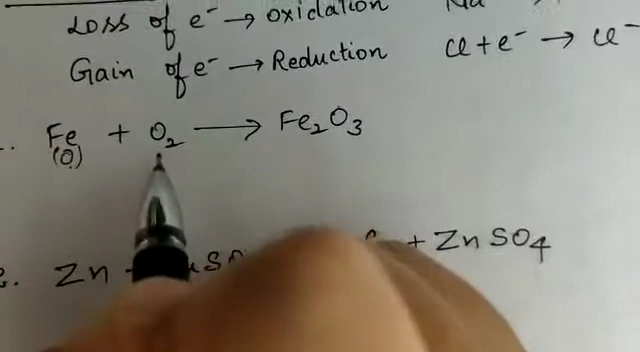 Loss of e⁻ → oxidation
Gain of e⁻ → Reduction Cl + e⁻ → Cl⁻
Fe + O₂ → Fe₂O₃
(0)
Zn + ZnSO₄